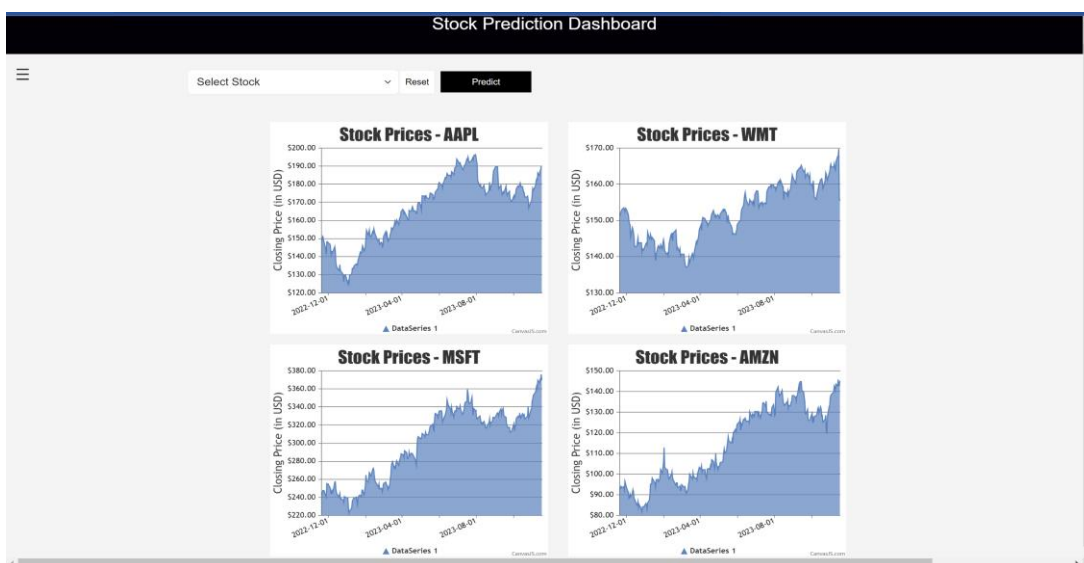 Stock Prediction Dashboard
Select Stock
Reset
Predict
Stock Prices - AAPL
Closing Price (in USD)
$200.00
$190.00
$180.00
$170.00
$160.00
$150.00
$140.00
$130.00
$120.00
2022-12-01
2023-04-01
2023-08-01
DataSeries 1
CanvasJS.com
Stock Prices - WMT
Closing Price (in USD)
$170.00
$160.00
$150.00
$140.00
$130.00
2022-12-01
2023-04-01
2023-08-01
DataSeries 1
CanvasJS.com
Stock Prices - MSFT
Closing Price (in USD)
$380.00
$360.00
$340.00
$320.00
$300.00
$280.00
$260.00
$240.00
$220.00
2022-12-01
2023-04-01
2023-08-01
DataSeries 1
CanvasJS.com
Stock Prices - AMZN
Closing Price (in USD)
$150.00
$140.00
$130.00
$120.00
$110.00
$100.00
$90.00
$80.00
2022-12-01
2023-04-01
2023-08-01
DataSeries 1
CanvasJS.com